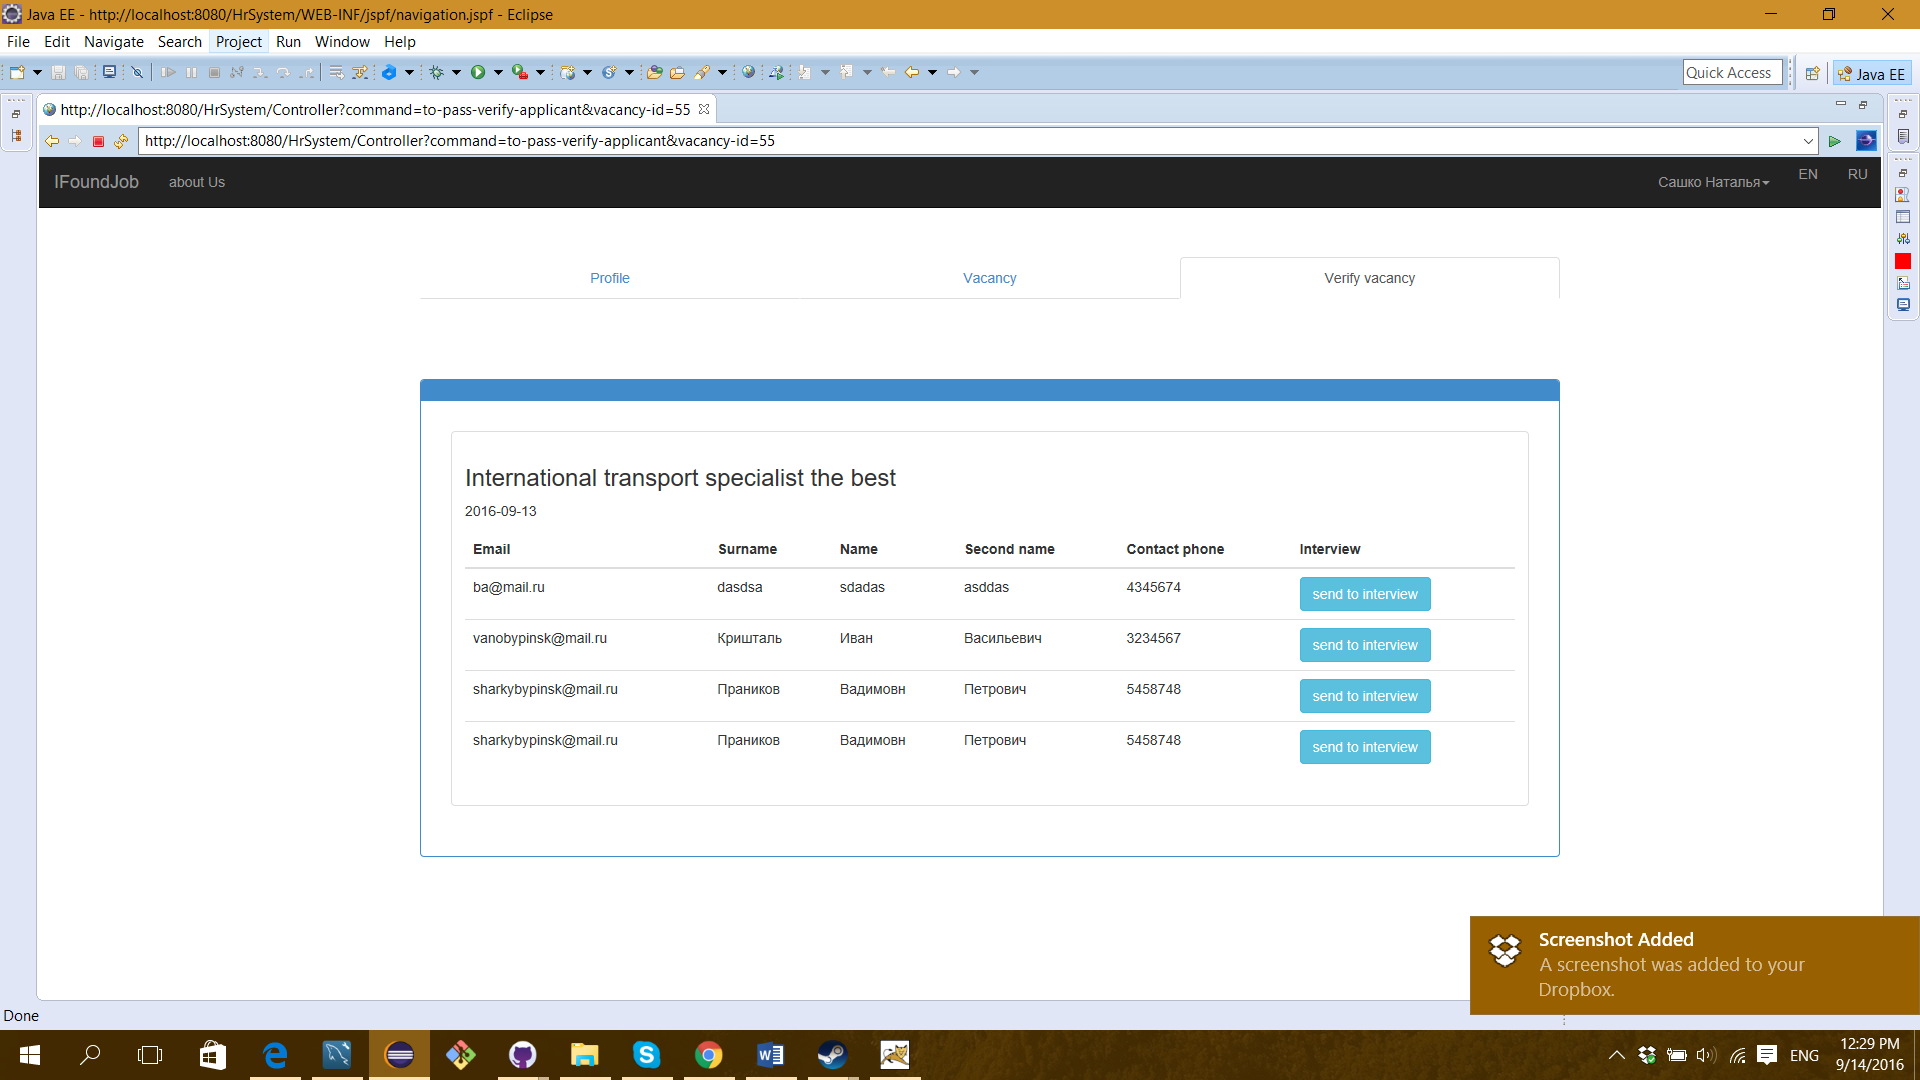 Java EE - http://localhost:8080/HrSystem/WEB-INF/jspf/navigation.jspf - Eclipse
File Edit Navigate Search Project Run Window Help
Quick Access Java EE
http://localhost:8080/HrSystem/Controller?command=to-pass-verify-applicant&vacancy-id=55
http://localhost:8080/HrSystem/Controller?command=to-pass-verify-applicant&vacancy-id=55
IFoundJob about Us Сашко Наталья EN RU
Profile Vacancy Verify vacancy
International transport specialist the best
2016-09-13
Email Surname Name Second name Contact phone Interview
ba@mail.ru dasdsa sdadas asddas 4345674 send to interview
vanobypinsk@mail.ru Кришталь Иван Васильевич 3234567 send to interview
sharkybypinsk@mail.ru Праников Вадимовн Петрович 5458748 send to interview
sharkybypinsk@mail.ru Праников Вадимовн Петрович 5458748 send to interview
Screenshot Added
A screenshot was added to your
Dropbox.
Done
12:29 PM
ENG
9/14/2016